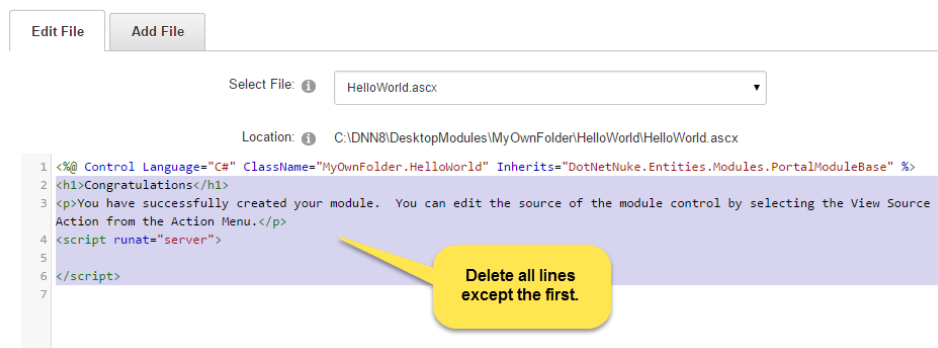 Edit File
Add File
Select File:
HelloWorld.ascx
Location:
C:\DNN8\DesktopModules\MyOwnFolder\HelloWorld\HelloWorld.ascx
1 <%@ Control Language="C#" ClassName="MyOwnFolder.HelloWorld" Inherits="DotNetNuke.Entities.Modules.PortalModuleBase" %>
2 <h1>Congratulations</h1>
3 <p>You have successfully created your module.  You can edit the source of the module control by selecting the View Source
Action from the Action Menu.</p>
4 <script runat="server">
5
6 </script>
7
Delete all lines
except the first.